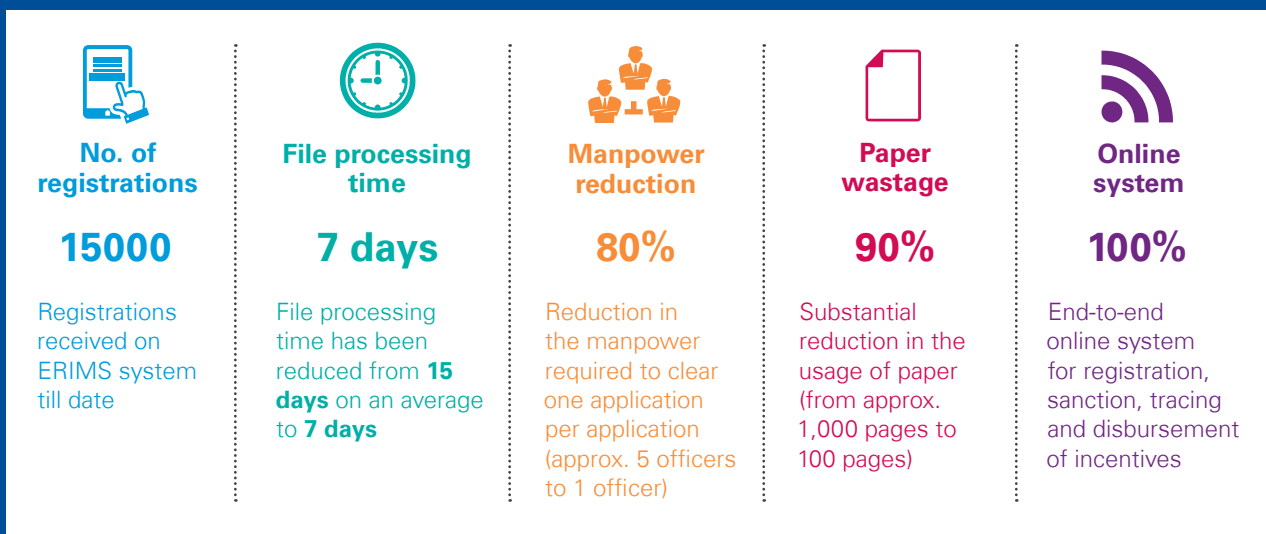 No. of
registrations
15000
Registrations
received on
ERIMS system
till date
File processing
time
7 days
File processing
time has been
reduced from 15
days on an average
to 7 days
Manpower
reduction
80%
Reduction in
the manpower
required to clear
one application
per application
(approx. 5 officers
to 1 officer)
Paper
wastage
90%
Substantial
reduction in the
usage of paper
(from approx.
1,000 pages to
100 pages)
Online
system
100%
End-to-end
online system
for registration,
sanction, tracing
and disbursement
of incentives